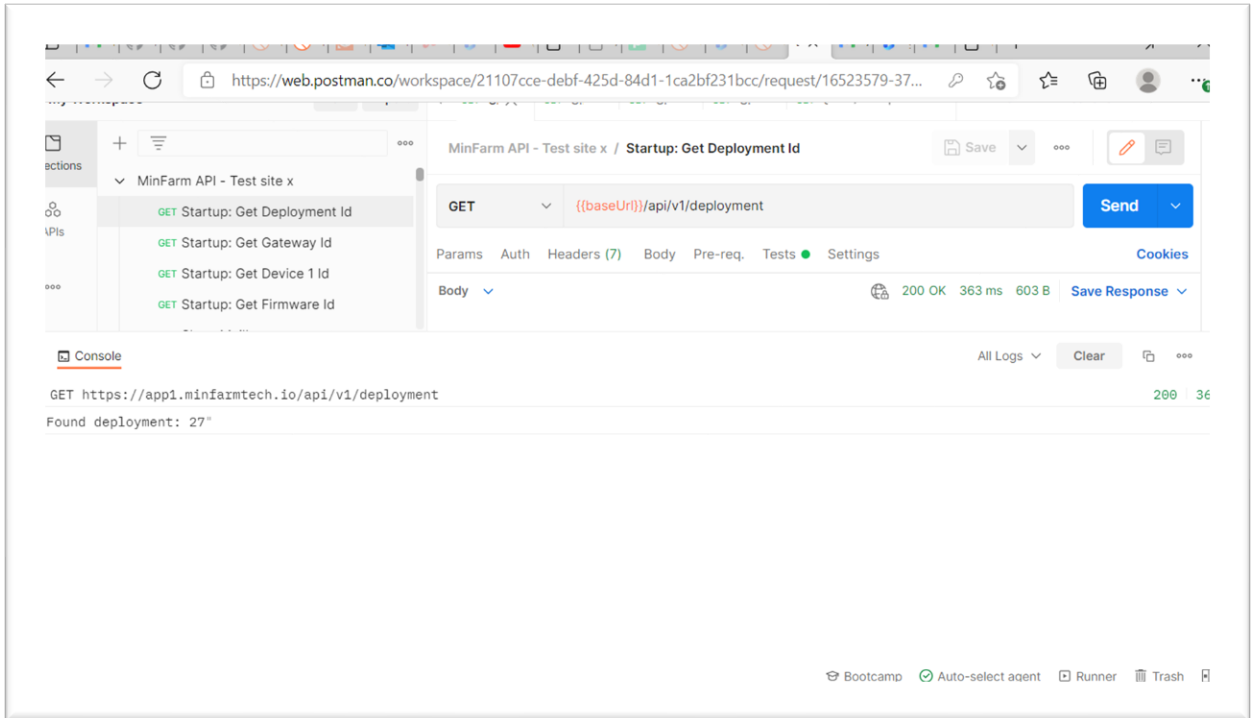 https://web.postman.co/workspace/21107cce-debf-425d-84d1-1ca2bf231bcc/request/16523579-37...
ections
APIs
MinFarm API - Test site x
GET Startup: Get Deployment Id
GET Startup: Get Gateway Id
GET Startup: Get Device 1 Id
GET Startup: Get Firmware Id
MinFarm API - Test site x / Startup: Get Deployment Id
Save
GET {{baseUrl}}/api/v1/deployment
Send
Params Auth Headers (7) Body Pre-req. Tests Settings Cookies
Body 200 OK 363 ms 603 B Save Response
Console All Logs Clear
GET https://app1.minfarmtech.io/api/v1/deployment 200 36
Found deployment: 27"
Bootcamp Auto-select agent Runner Trash